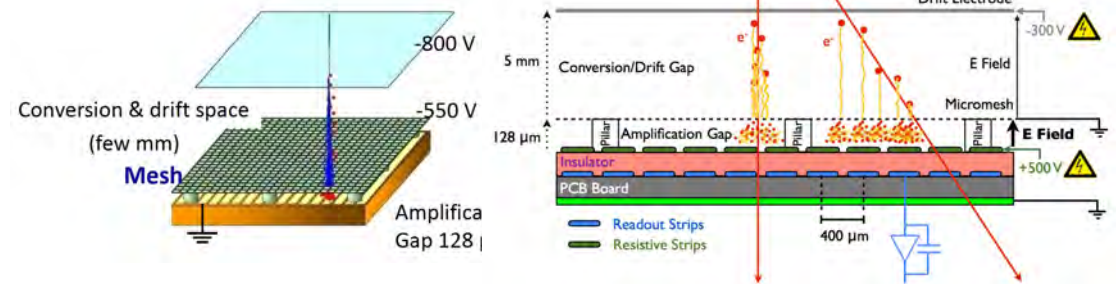 -800 V
Conversion & drift space
(few mm)
-550 V
Mesh
Amplifica
Gap 128
Drift Electrode
-300 V
e-
e-
5 mm
Conversion/Drift Gap
E Field
Micromesh
128 µm
Pillar
Amplification Gap
Pillar
Pillar
E Field
Insulator
+500 V
PCB Board
Readout Strips
Resistive Strips
400 µm